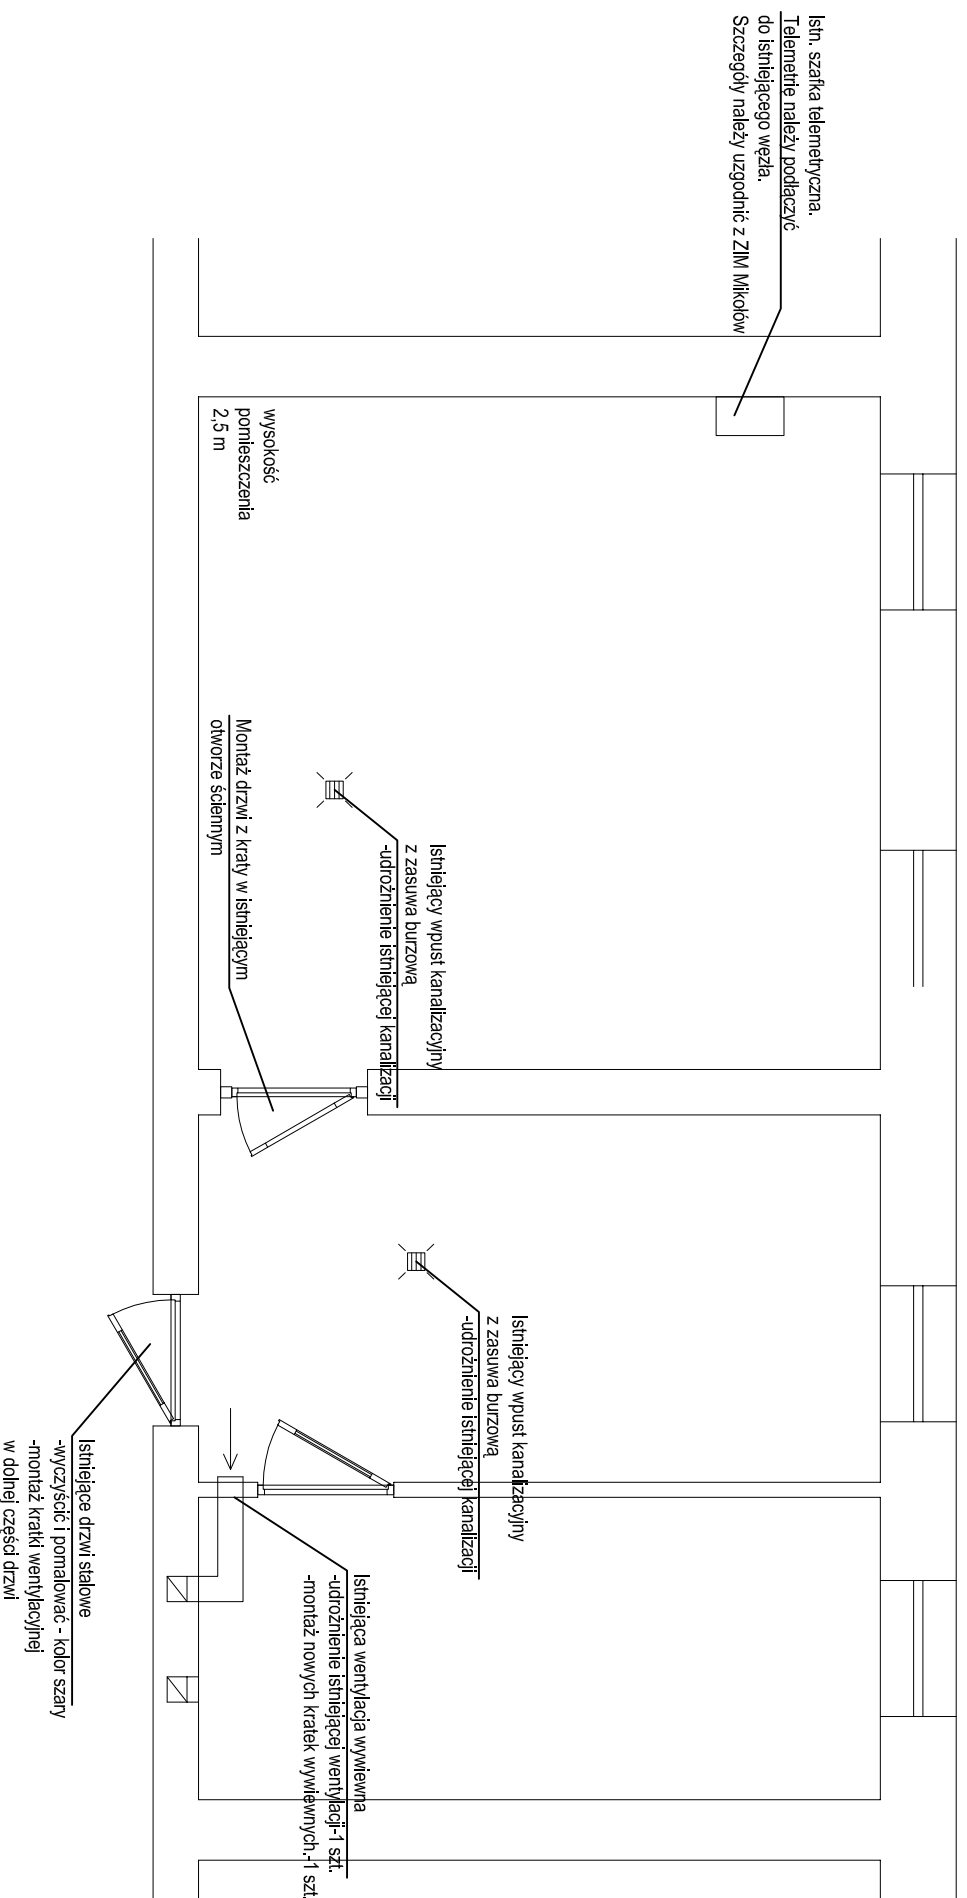 Istn. szafka telemetryczna.
Telemetrię należy podłączyć
do istniejącego węzła.
Szczegóły należy uzgodnić z ZIM Mikołów
wysokość
pomieszczenia
2,5 m
Istniejący wpust kanalizacyjny
z zasuwa burzową
-udrożnienie istniejącej kanalizacji
Montaż drzwi z kraty w istniejącym
otworze ściennym
Istniejący wpust kanalizacyjny
z zasuwa burzową
-udrożnienie istniejącej kanalizacji
Istniejąca wentylacja wywiewna
-udrożnienie istniejącej wentylacji-1 szt.
-montaż nowych kratek wywiewnych.-1 szt.
Istniejące drzwi stalowe
-wyczyścić i pomalować - kolor szary
-montaż kratki wentylacyjnej
w dolnej części drzwi